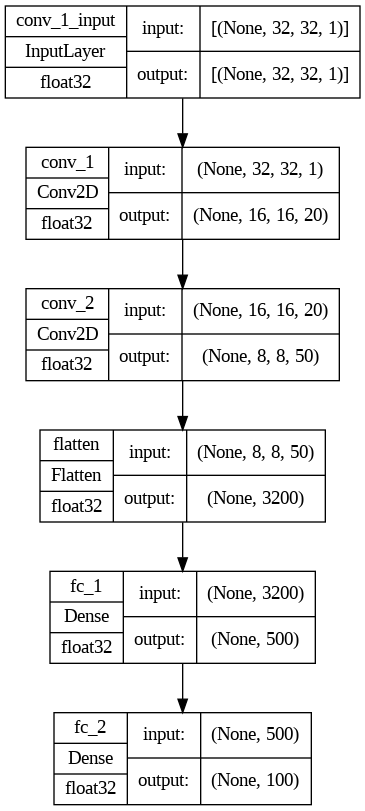 conv_1_input
InputLayer
float32
input:
[(None, 32, 32, 1)]
output:
[(None, 32, 32, 1)]
conv_1
Conv2D
float32
input:
(None, 32, 32, 1)
output:
(None, 16, 16, 20)
conv_2
Conv2D
float32
input:
(None, 16, 16, 20)
output:
(None, 8, 8, 50)
flatten
Flatten
float32
input:
(None, 8, 8, 50)
output:
(None, 3200)
fc_1
Dense
float32
input:
(None, 3200)
output:
(None, 500)
fc_2
Dense
float32
input:
(None, 500)
output:
(None, 100)